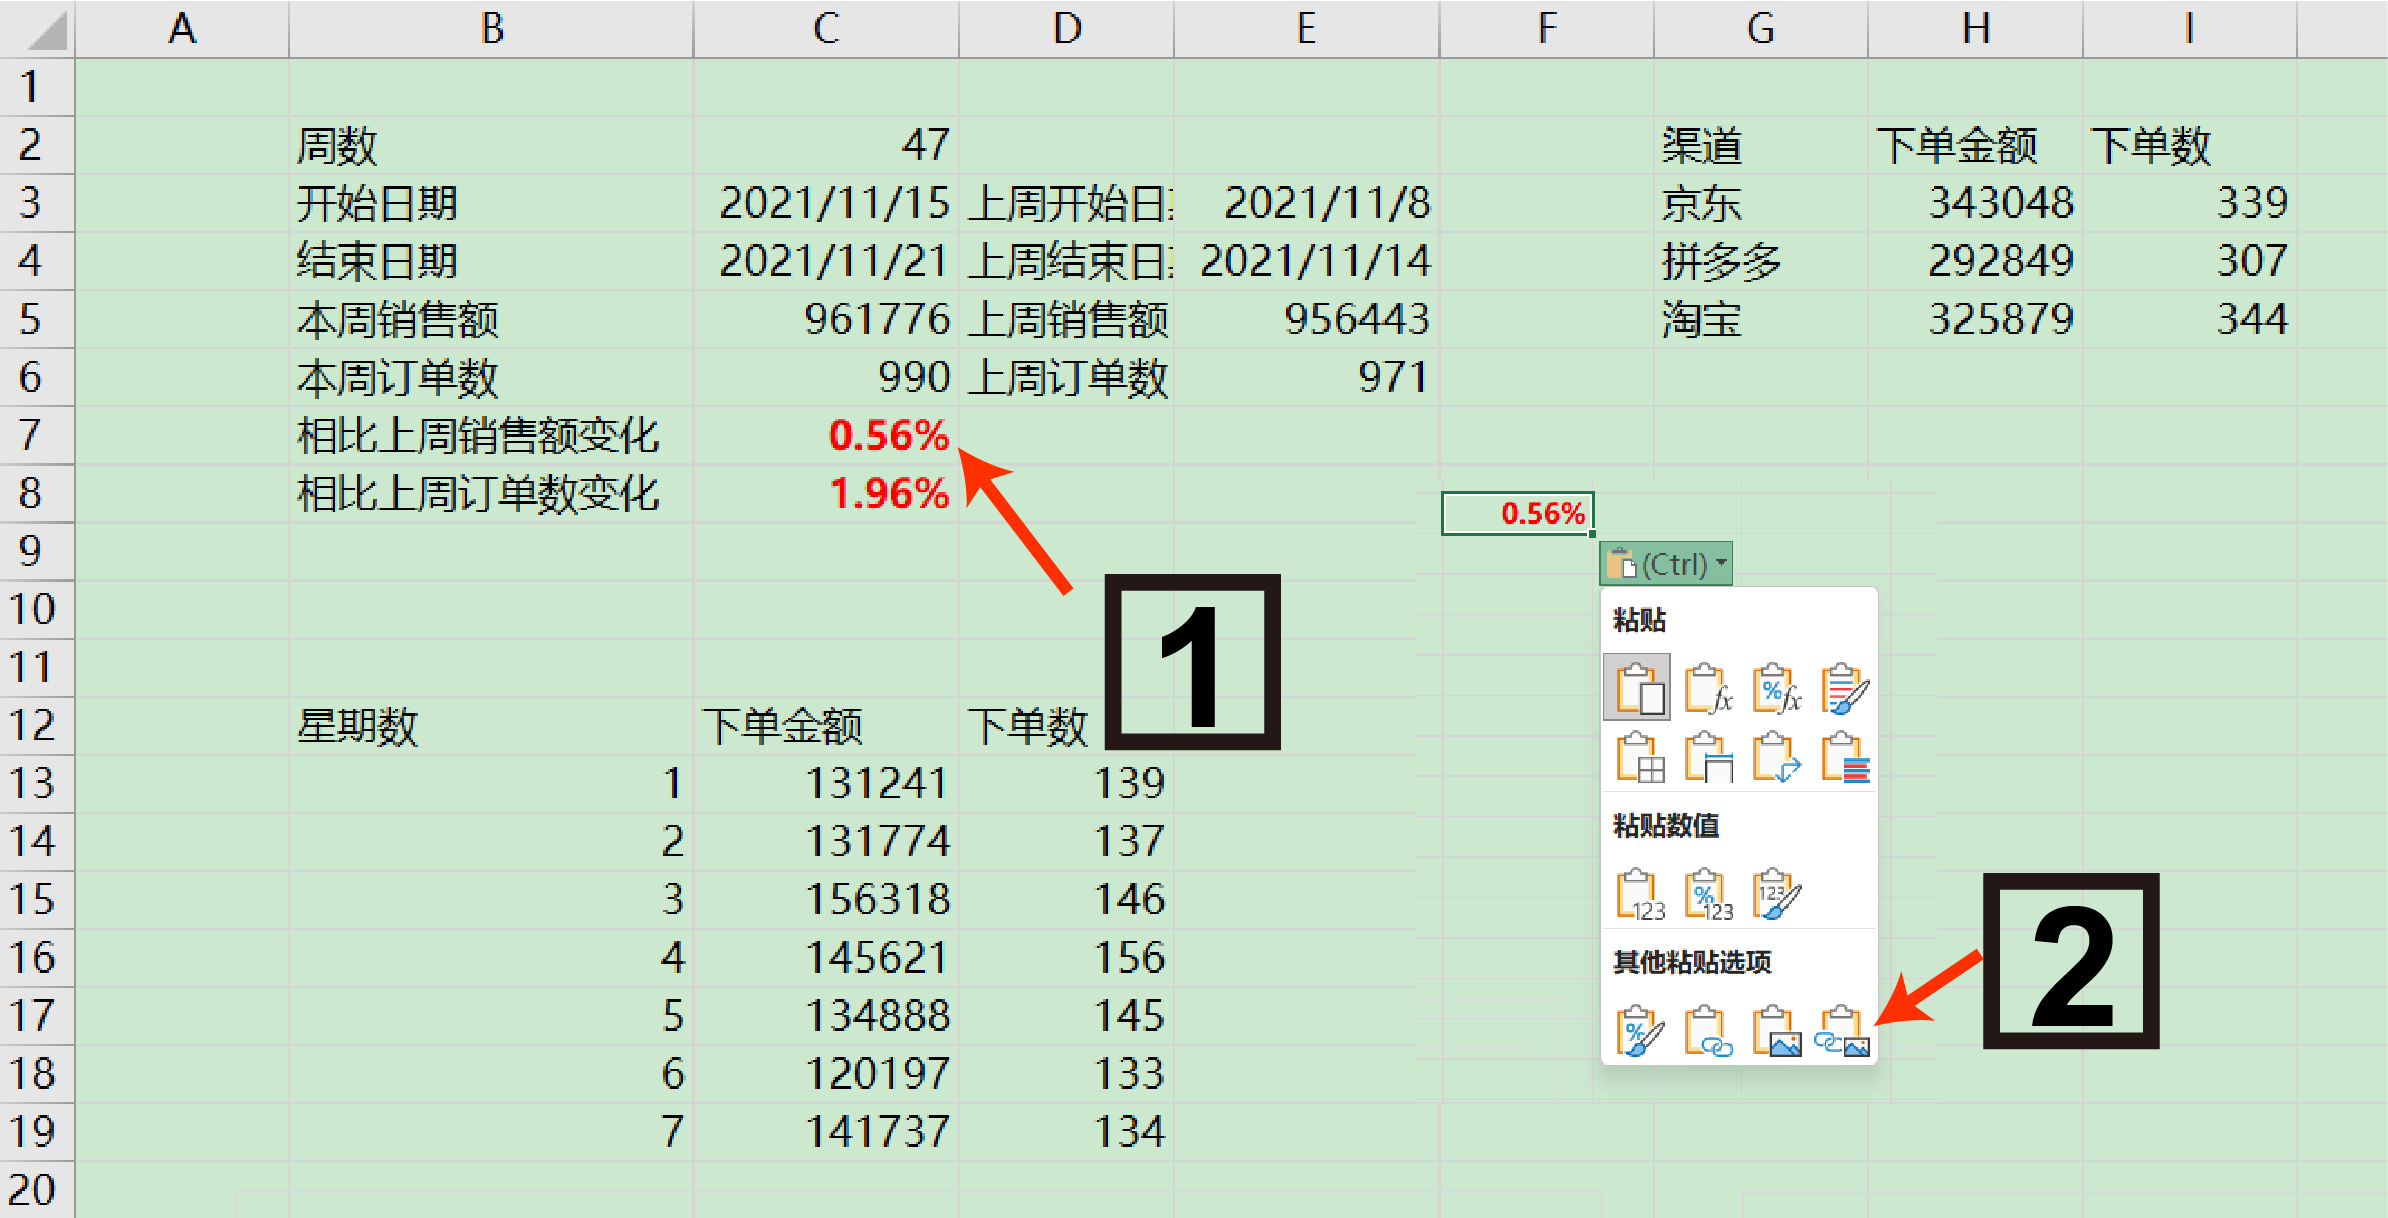 A B C D E F G H I
1
2 周数 47 渠道 下单金额 下单数
3 开始日期 2021/11/15 上周开始日 2021/11/8 京东 343048 339
4 结束日期 2021/11/21 上周结束日 2021/11/14 拼多多 292849 307
5 本周销售额 961776 上周销售额 956443 淘宝 325879 344
6 本周订单数 990 上周订单数 971
7 相比上周销售额变化 0.56%
8 相比上周订单数变化 1.96%
0.56%
9
(Ctrl)
10
粘贴
11
1
fx % fx
12 星期数 下单金额 下单数
13 1 131241 139
粘贴数值
14 2 131774 137
15 3 156318 146
123 % 123 123
16 4 145621 156
其他粘贴选项
2
17 5 134888 145
%
18 6 120197 133
19 7 141737 134
20